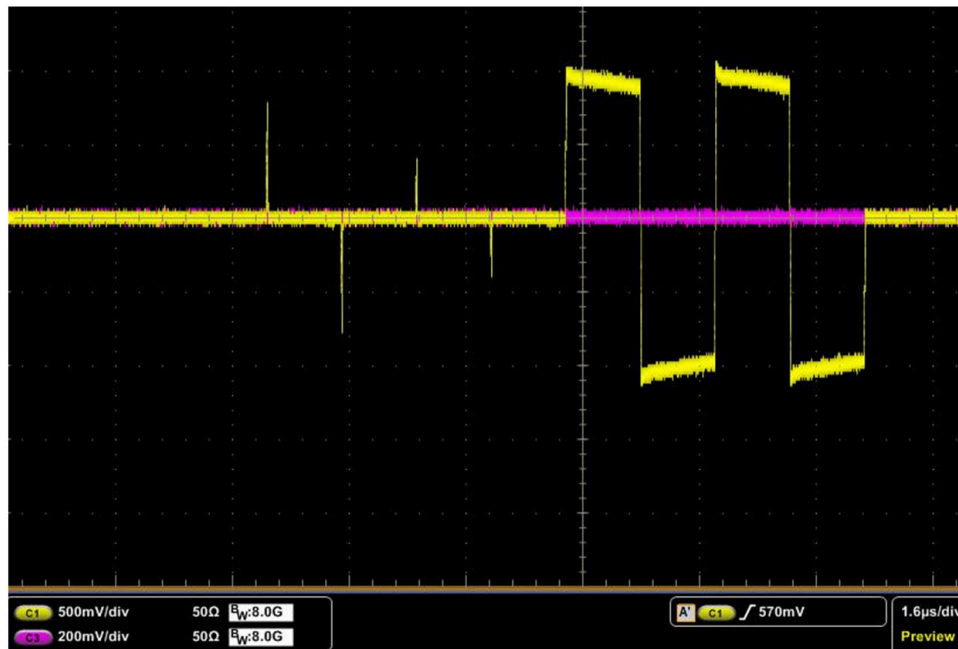 C1 500mV/div 50Ω BW:8.0G
C3 200mV/div 50Ω BW:8.0G
A' C1 570mV
1.6µs/div
Preview